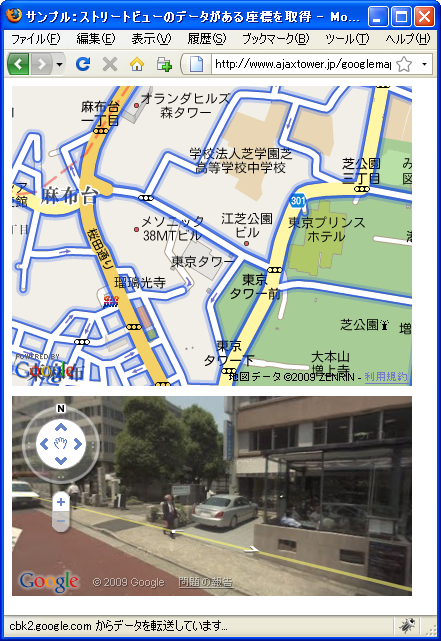 サンプル：ストリートビューのデータがある座標を取得 - Mo...
ファイル(F) 編集(E) 表示(V) 履歴(S) ブックマーク(B) ツール(T) ヘルプ(H)
http://www.ajaxtower.jp/googlemap
麻布台
一丁目
オランダヒルズ
森タワー
学校法人芝学園芝
高等学校中学校
芝公園
三丁目
麻布台
301
メソニック
38MTビル
江芝公園
ビル
東京プリンス
ホテル
桜田通り
東京タワー
瑠璃光寺
東京
タワー前
芝公園
東京
タワー下
大本山
増上寺
POWERED BY
Google
地図データ ©2009 ZENRIN - 利用規約
N
Google © 2009 Google 問題の報告
cbk2.google.com からデータを転送しています...